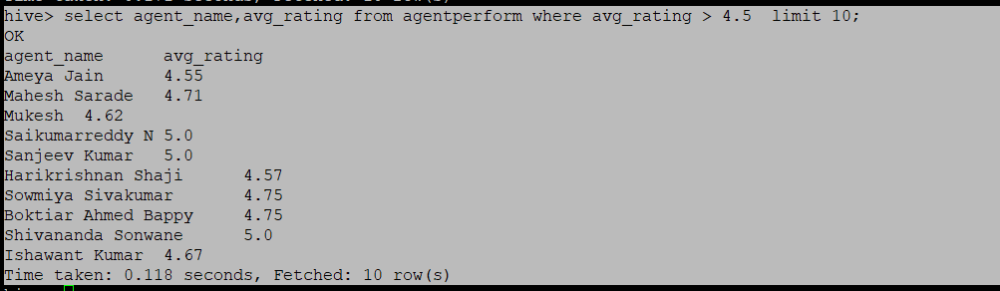 hive> select agent_name,avg_rating from agentperform where avg_rating > 4.5  limit 10;
OK
agent_name      avg_rating
Ameya Jain      4.55
Mahesh Sarade   4.71
Mukesh  4.62
Saikumarreddy N 5.0
Sanjeev Kumar   5.0
Harikrishnan Shaji      4.57
Sowmiya Sivakumar       4.75
Boktiar Ahmed Bappy     4.75
Shivananda Sonwane      5.0
Ishawant Kumar  4.67
Time taken: 0.118 seconds, Fetched: 10 row(s)